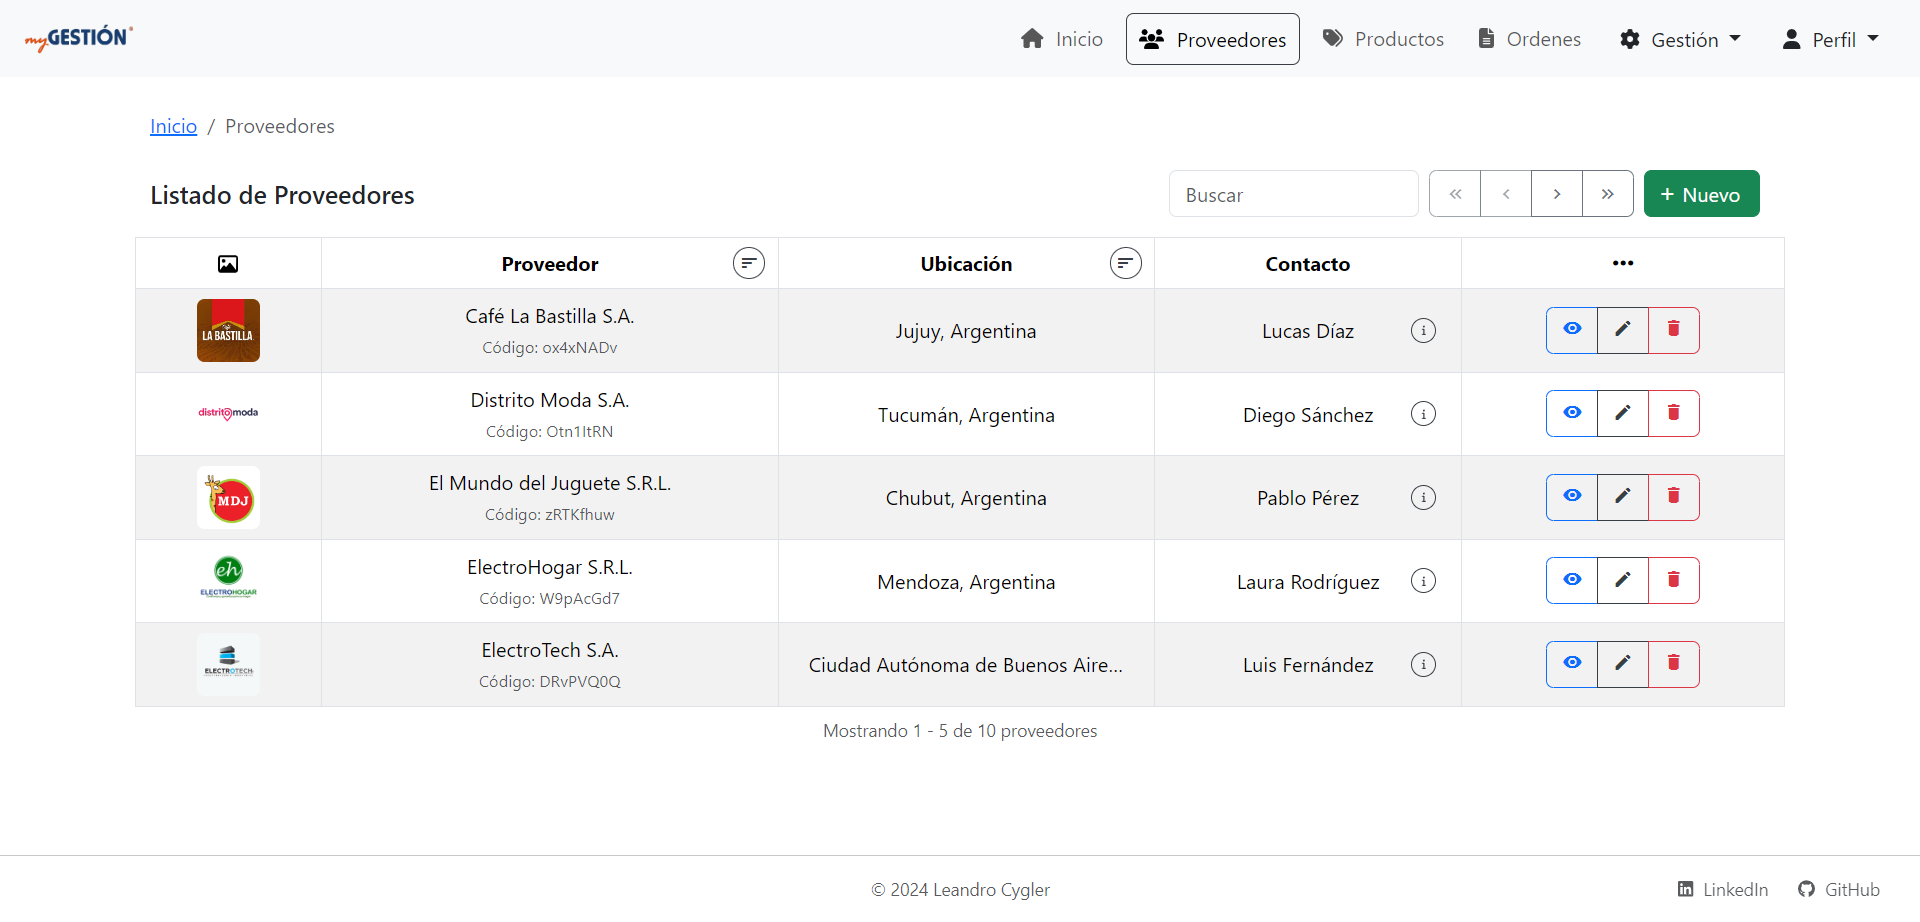 myGESTIÓN
Inicio
Proveedores
Productos
Ordenes
Gestión
Perfil
Inicio / Proveedores
Listado de Proveedores
Buscar
« ‹ › »
+ Nuevo
Proveedor
Ubicación
Contacto
...
LA BASTILLA
Café La Bastilla S.A.
Código: ox4xNADv
Jujuy, Argentina
Lucas Díaz
distritomoda
Distrito Moda S.A.
Código: Otn1ItRN
Tucumán, Argentina
Diego Sánchez
MDJ
El Mundo del Juguete S.R.L.
Código: zRTKfhuw
Chubut, Argentina
Pablo Pérez
eh
ELECTROHOGAR
ElectroHogar S.R.L.
Código: W9pAcGd7
Mendoza, Argentina
Laura Rodríguez
ELECTROTECH
ElectroTech S.A.
Código: DRvPVQ0Q
Ciudad Autónoma de Buenos Aire...
Luis Fernández
Mostrando 1 - 5 de 10 proveedores
© 2024 Leandro Cygler
LinkedIn
GitHub